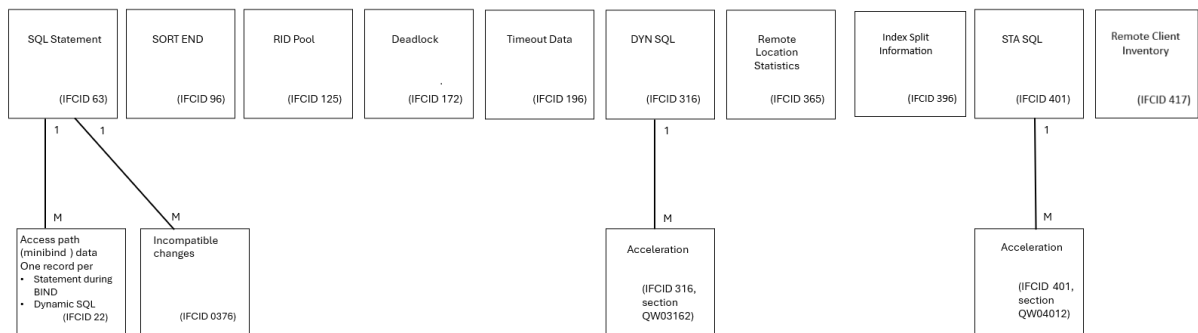 SQL Statement
(IFCID 63)
SORT END
(IFCID 96)
RID Pool
(IFCID 125)
Deadlock
(IFCID 172)
Timeout Data
(IFCID 196)
DYN SQL
(IFCID 316)
Remote
Location
Statistics
(IFCID 365)
Index Split
Information
(IFCID 396)
STA SQL
(IFCID 401)
Remote Client
Inventory
(IFCID 417)
1
1
1
1
M
M
M
M
Access path
(minibind ) data
One record per
• Statement during
BIND
• Dynamic SQL
(IFCID 22)
Incompatible
changes
(IFCID 0376)
Acceleration
(IFCID 316,
section
QW03162)
Acceleration
(IFCID 401,
section
QW04012)